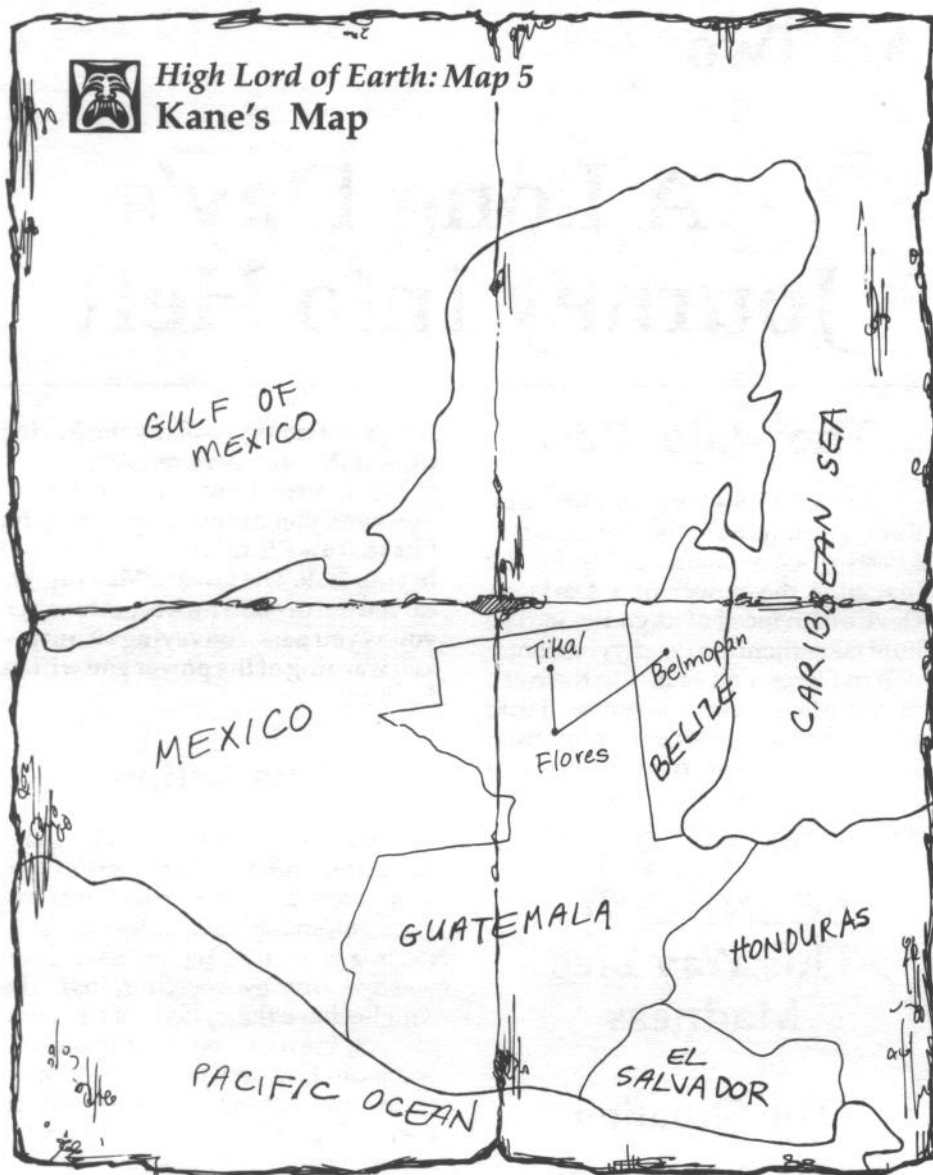 High Lord of Earth: Map 5
Kane's Map
GULF OF
MEXICO
CARIBBEAN SEA
Tikal
Belmopan
MEXICO
BELIZE
Flores
GUATEMALA
HONDURAS
EL
SALVADOR
PACIFIC OCEAN